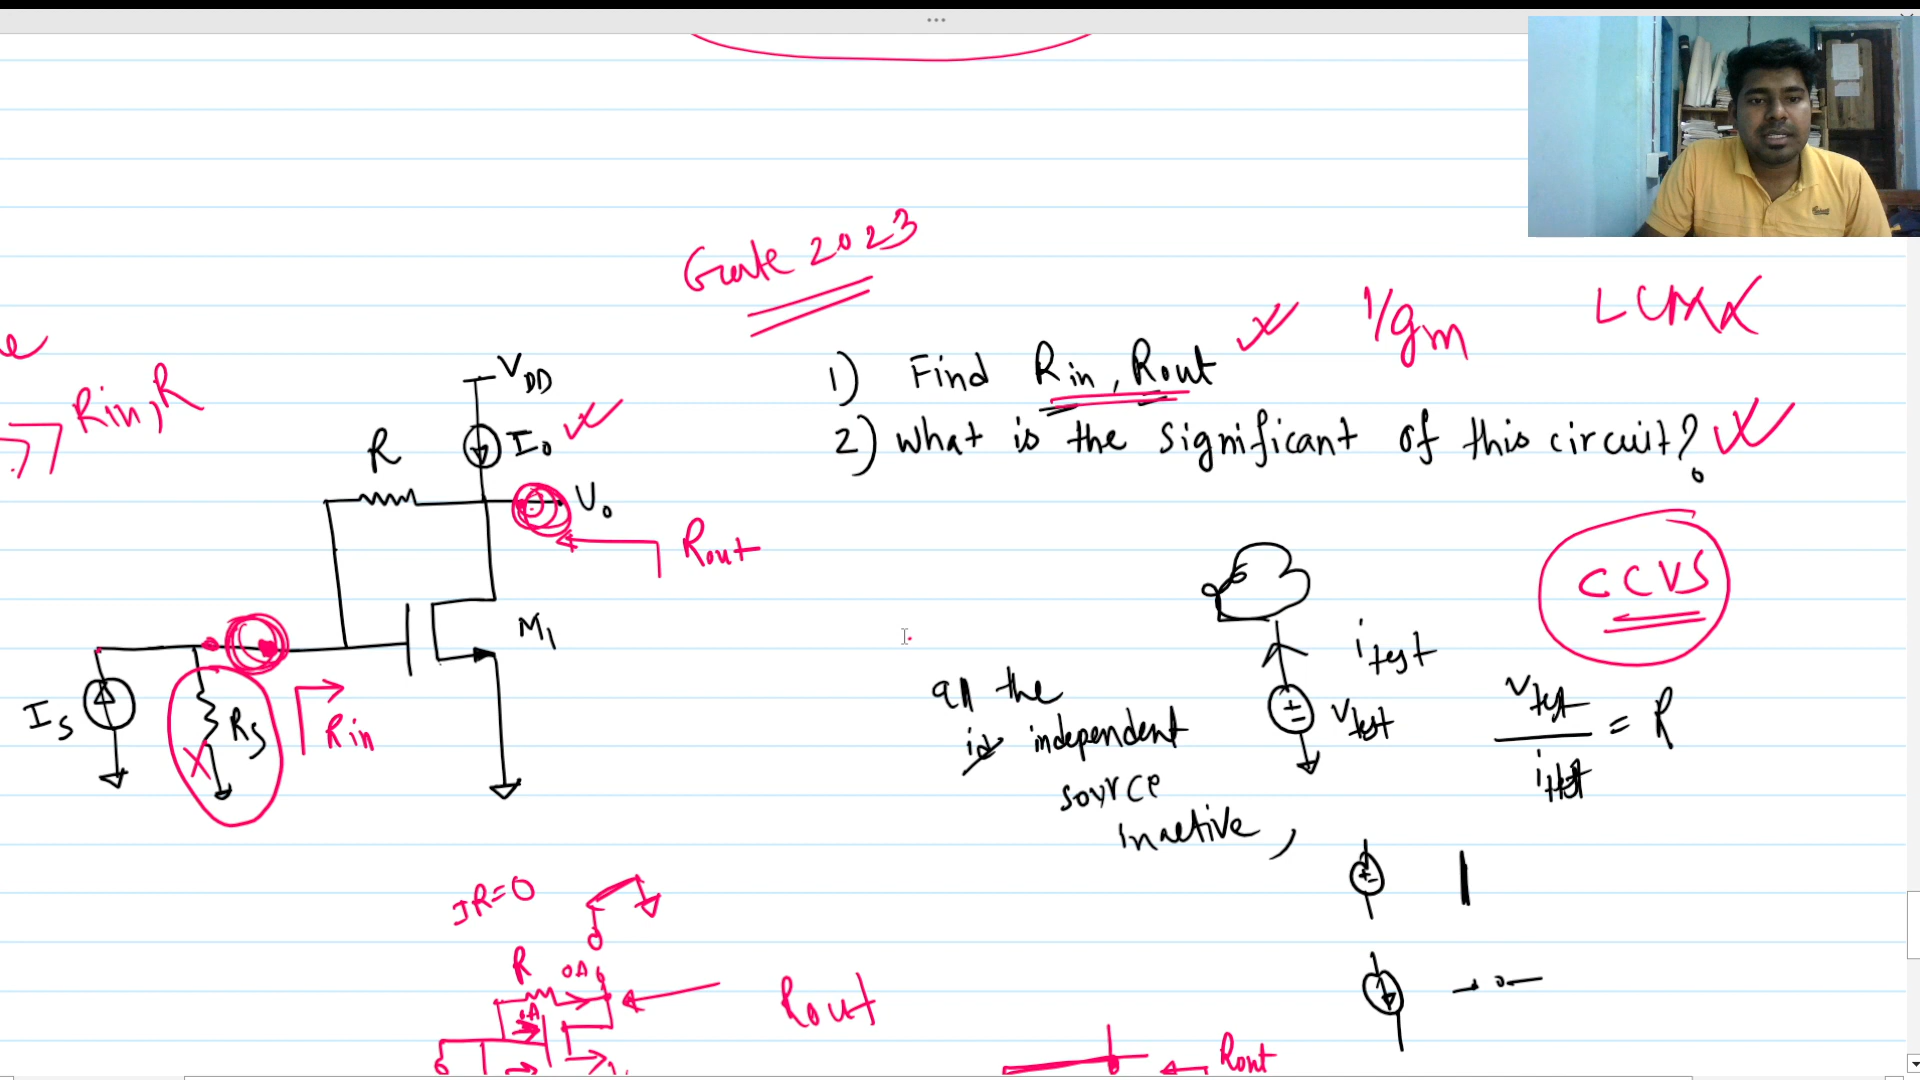 Gate 2023
1/gm
Rin, R
VDD
1) Find Rin, Rout
I0
R
2) What is the significant of this circuit?
V0
Rout
CCVS
M1
itest
all the
independent
source
inactive,
Vtest
Vtest
itest
= R
Is
Rs
Rin
IR=0
R
0A
0A
Rout
Rout